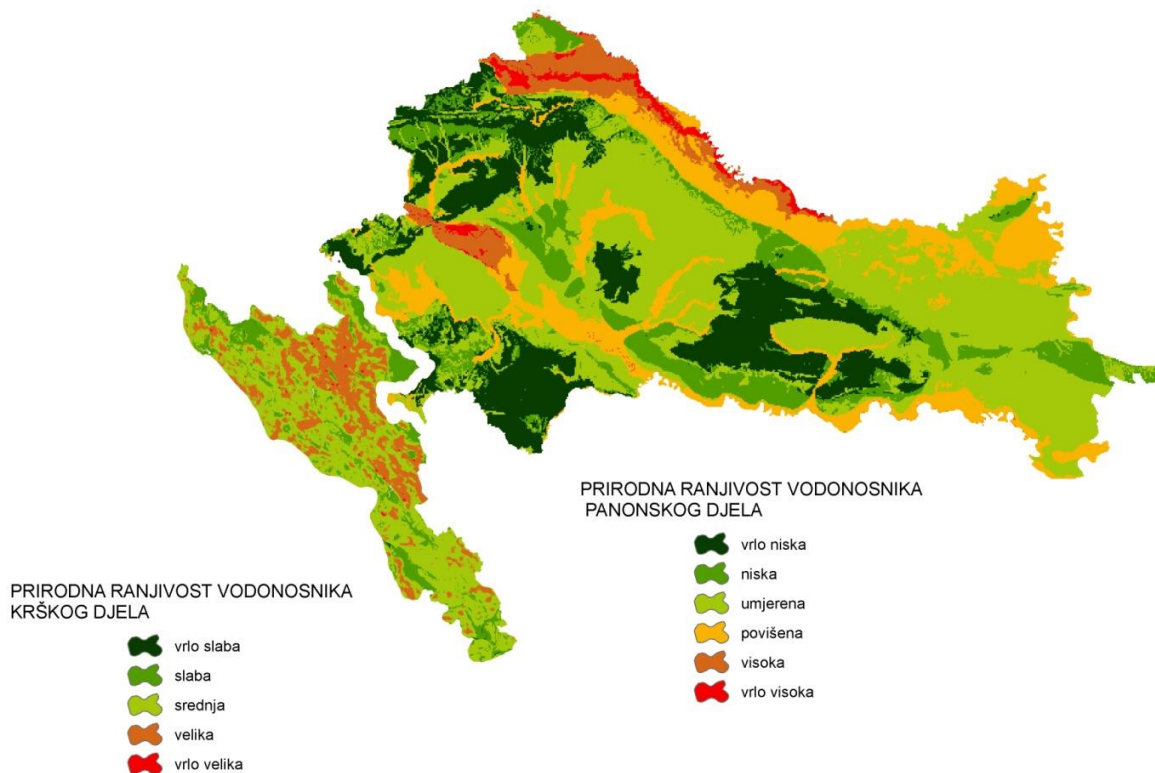 PRIRODNA RANJIVOST VODONOSNIKA
KRŠKOG DJELA
vrlo slaba
slaba
srednja
velika
vrlo velika
PRIRODNA RANJIVOST VODONOSNIKA
PANONSKOG DJELA
vrlo niska
niska
umjerena
povišena
visoka
vrlo visoka